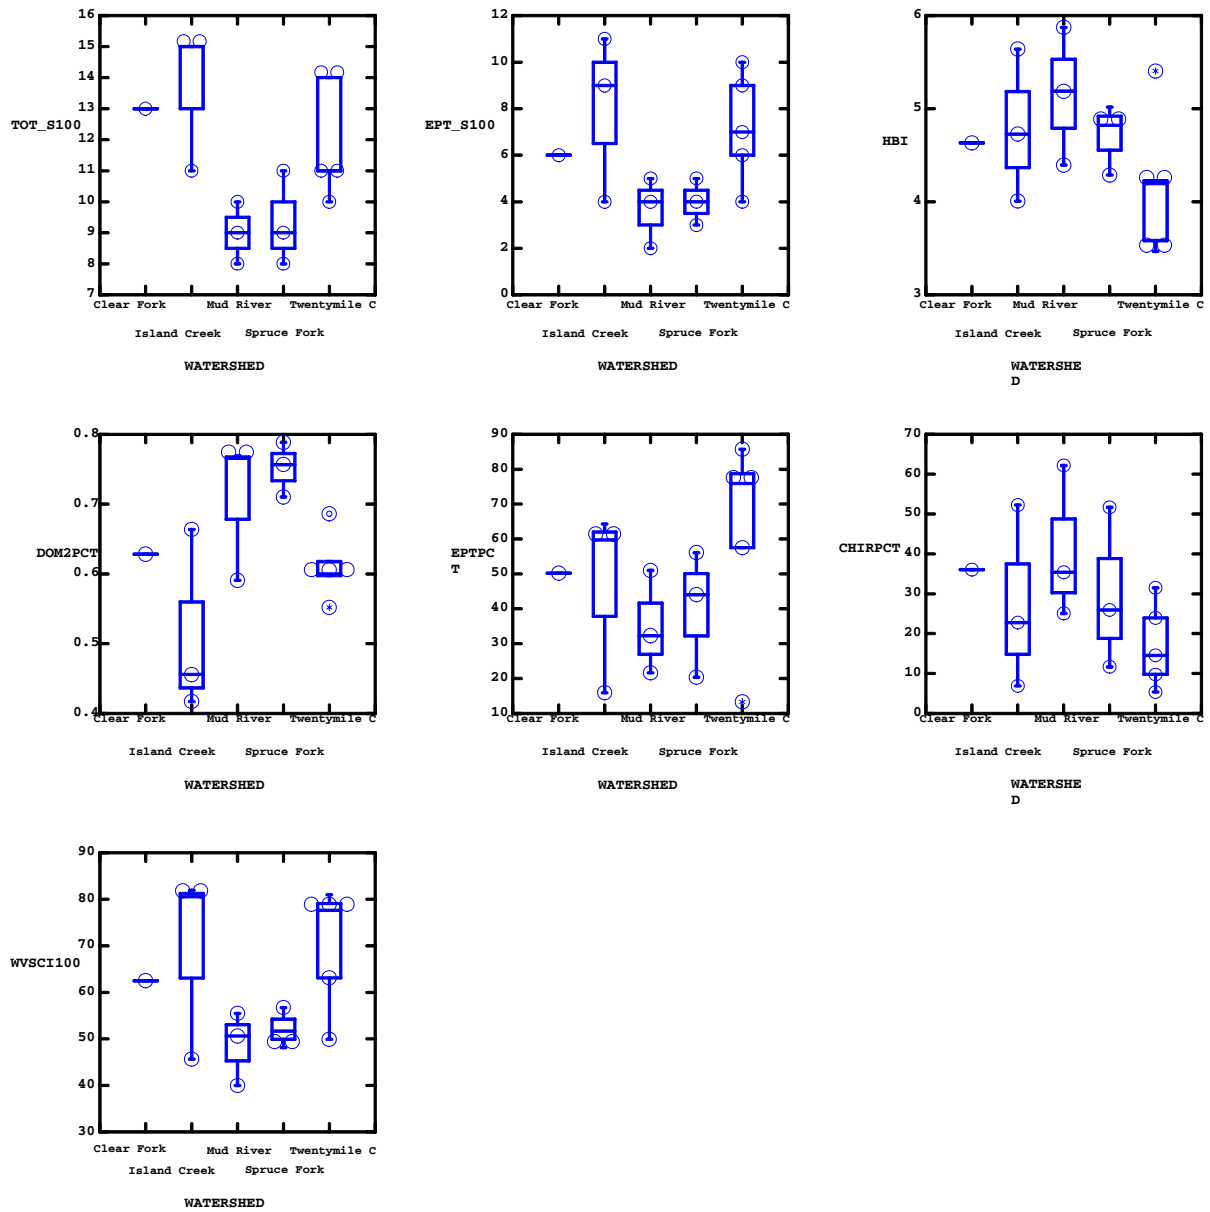 16
15
14
13
12
11
10
9
8
7
TOT_S100
Clear Fork Mud River Twentymile C
Island Creek Spruce Fork
WATERSHED
12
10
8
6
4
2
0
EPT_S100
Clear Fork Mud River Twentymile C
Island Creek Spruce Fork
WATERSHED
6
5
4
3
HBI
Clear Fork Mud River Twentymile C
Island Creek Spruce Fork
WATERSHE
D
0.8
0.7
0.6
0.5
0.4
DOM2PCT
Clear Fork Mud River Twentymile C
Island Creek Spruce Fork
WATERSHED
90
80
70
60
50
40
30
20
10
EPTPC
T
Clear Fork Mud River Twentymile C
Island Creek Spruce Fork
WATERSHED
70
60
50
40
30
20
10
0
CHIRPCT
Clear Fork Mud River Twentymile C
Island Creek Spruce Fork
WATERSHE
D
90
80
70
60
50
40
30
WVSCI100
Clear Fork Mud River Twentymile C
Island Creek Spruce Fork
WATERSHED